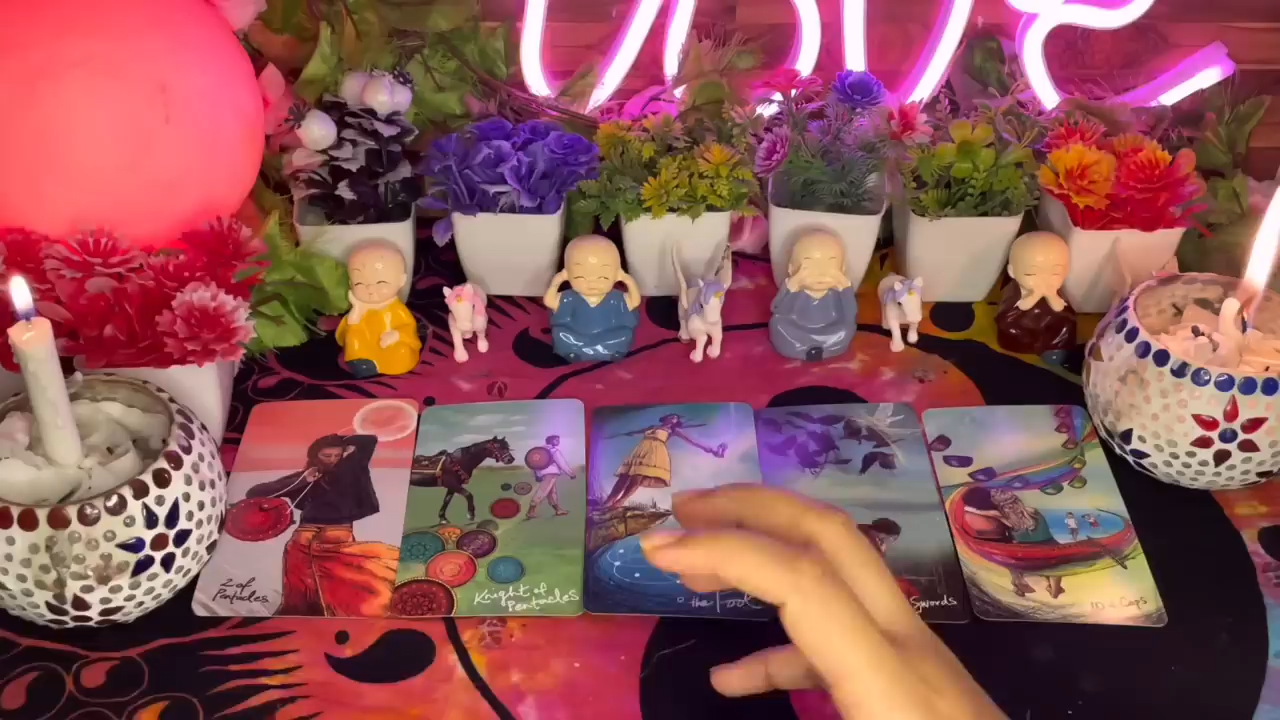 2 of
Pentacles
Knight of
Pentacles
the Fool
Swords
10 of Cups